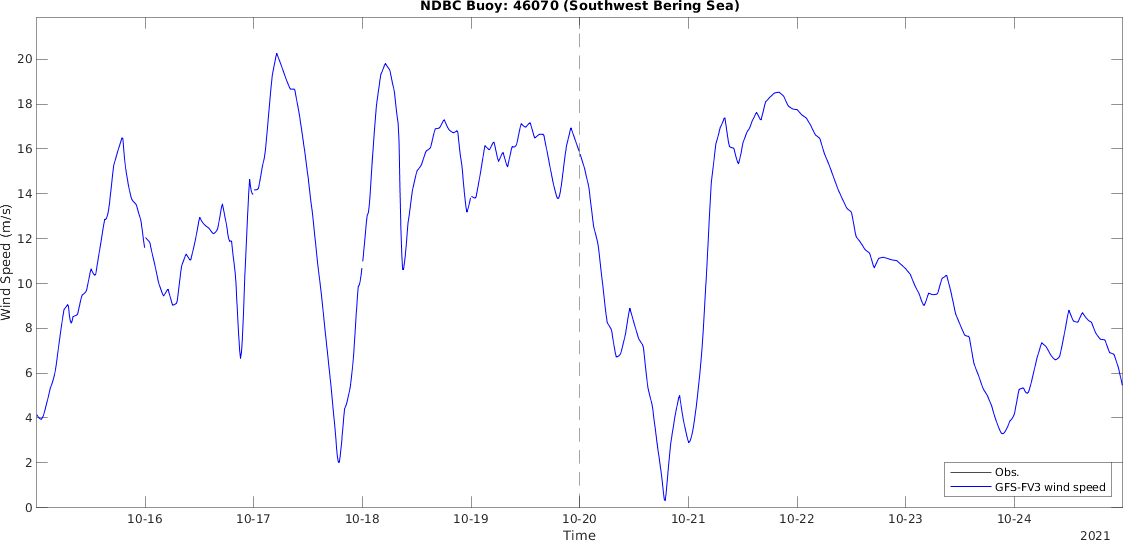 NDBC Buoy: 46070 (Southwest Bering Sea)
20
18
16
14
12
10
8
6
4
2
0
Wind Speed (m/s)
Obs.
GFS-FV3 wind speed
10-16 10-17 10-18 10-19 10-20 10-21 10-22 10-23 10-24
Time
2021